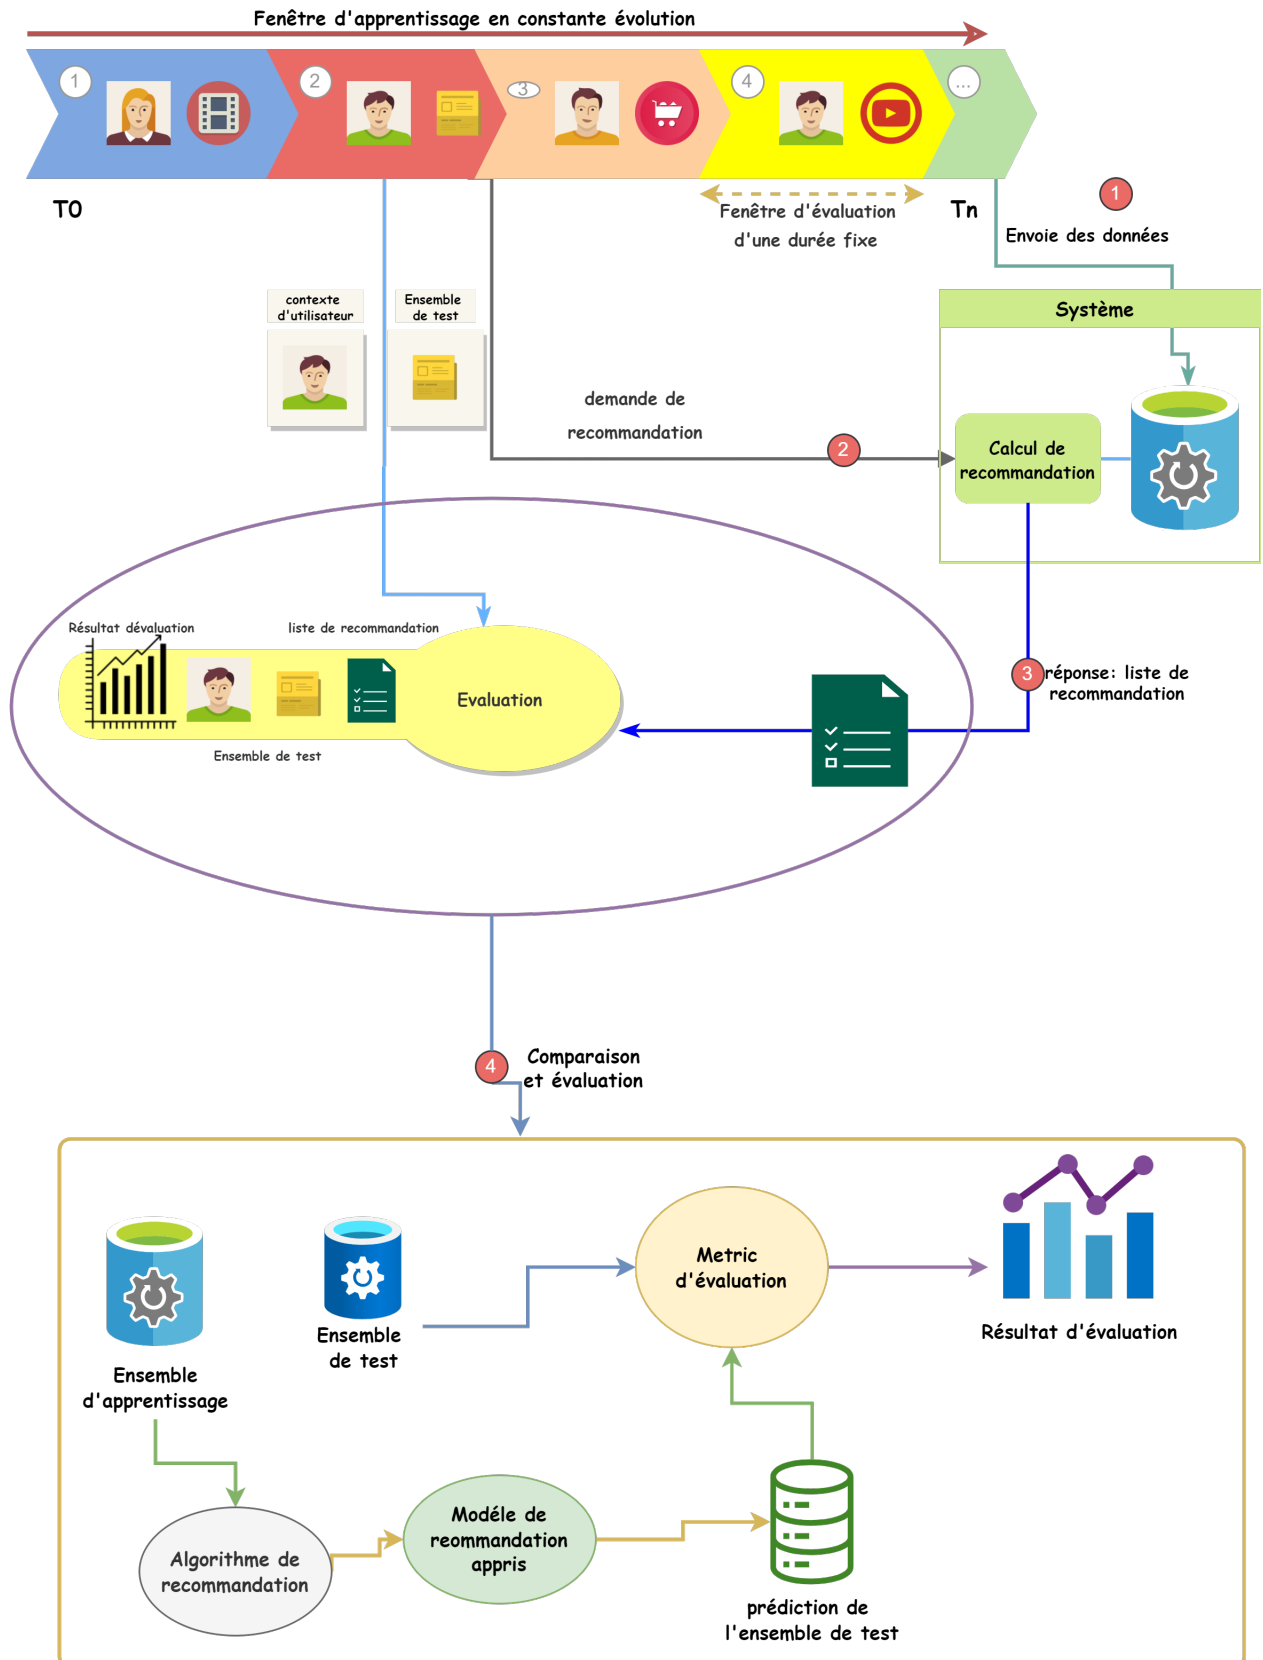 Fenêtre d'apprentissage en constante évolution
1
2
3
4
...
T0
Tn
1
Fenêtre d'évaluation
d'une durée fixe
Envoie des données
contexte
d'utilisateur
Ensemble
de test
Système
demande de
recommandation
2
Calcul de
recommandation
Résultat dévaluation
liste de recommandation
Evaluation
Ensemble de test
3
réponse: liste de
recommandation
4
Comparaison
et évaluation
Metric
d'évaluation
Ensemble
de test
Résultat d'évaluation
Ensemble
d'apprentissage
Modéle de
reommandation
appris
Algorithme de
recommandation
prédiction de
l'ensemble de test